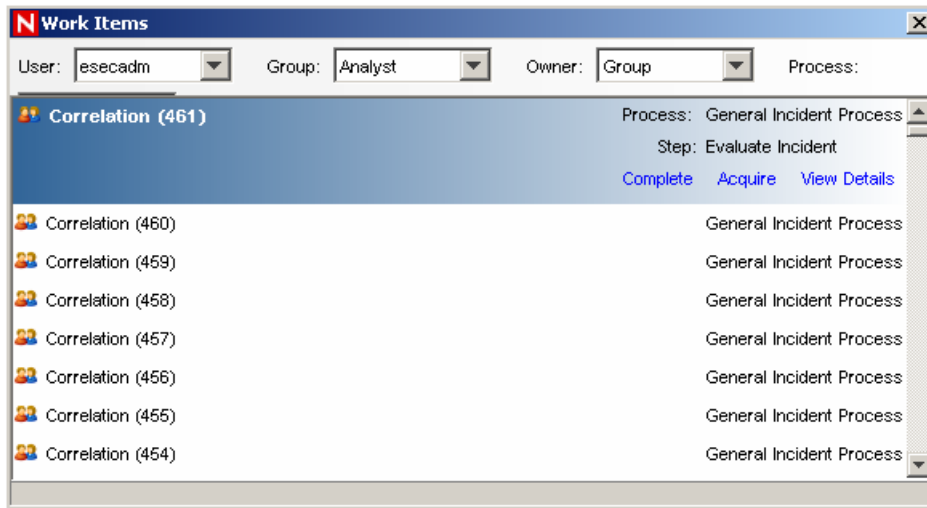 N Work Items
User: esecadm Group: Analyst Owner: Group Process:
Correlation (461) Process: General Incident Process
Step: Evaluate Incident
Complete Acquire View Details
Correlation (460) General Incident Process
Correlation (459) General Incident Process
Correlation (458) General Incident Process
Correlation (457) General Incident Process
Correlation (456) General Incident Process
Correlation (455) General Incident Process
Correlation (454) General Incident Process